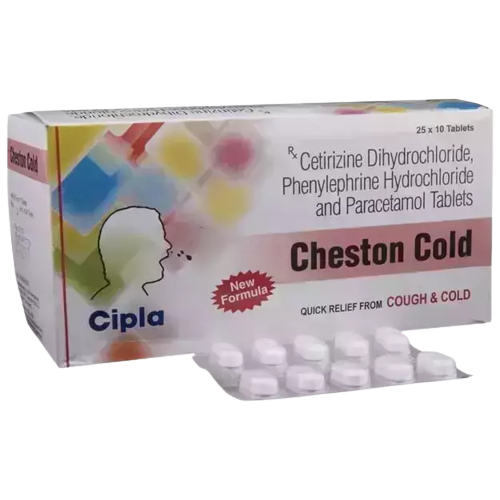 25 x 10 Tablets
Rx Cetirizine Dihydrochloride,
Phenylephrine Hydrochloride
and Paracetamol Tablets
Cheston Cold
New
Formula
QUICK RELIEF FROM COUGH & COLD
Cipla
Cheston Cold